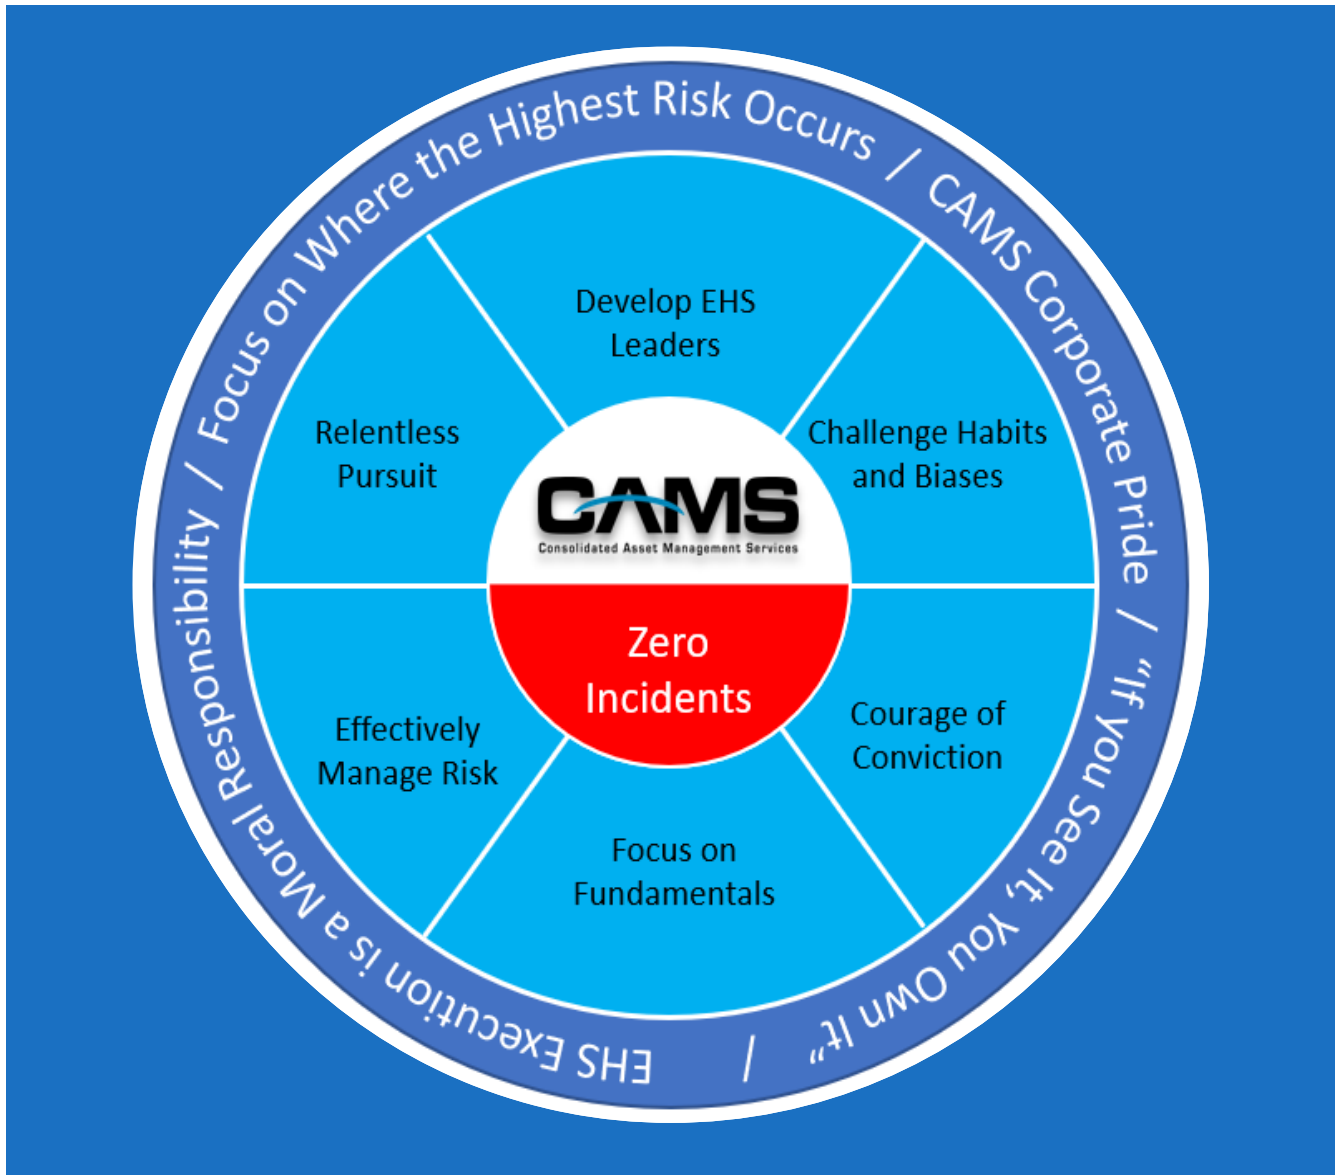 Focus on Where the Highest Risk Occurs / CAMS Corporate Pride / “If you See It, You Own It” / EHS Execution is a Moral Responsibility /
Develop EHS
Leaders
Challenge Habits
and Biases
Courage of
Conviction
Focus on
Fundamentals
Effectively
Manage Risk
Relentless
Pursuit
CAMS
Consolidated Asset Management Services
Zero
Incidents